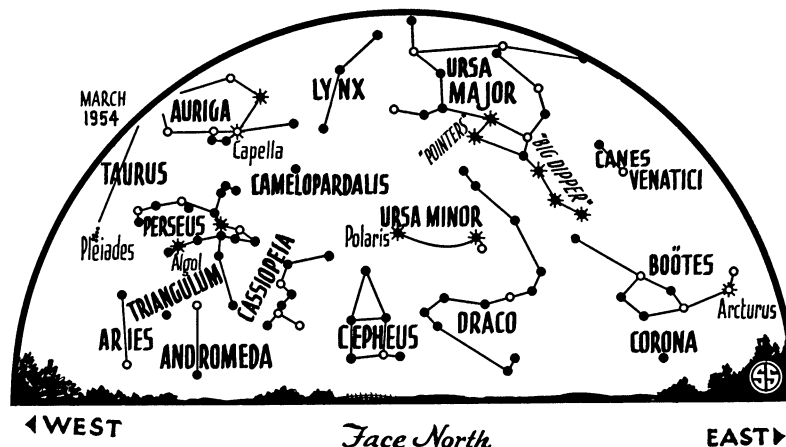 MARCH
1954
AURIGA
Capella
LYNX
URSA
MAJOR
"POINTERS"
"BIG DIPPER"
CANES
VENATICI
TAURUS
CAMELOPARDALIS
Pleiades
PERSEUS
Algol
Polaris
URSA MINOR
CASSIOPEIA
TRIANGULUM
BOÖTES
Arcturus
ARIES
ANDROMEDA
CEPHEUS
DRACO
CORONA
WEST
Face North
EAST